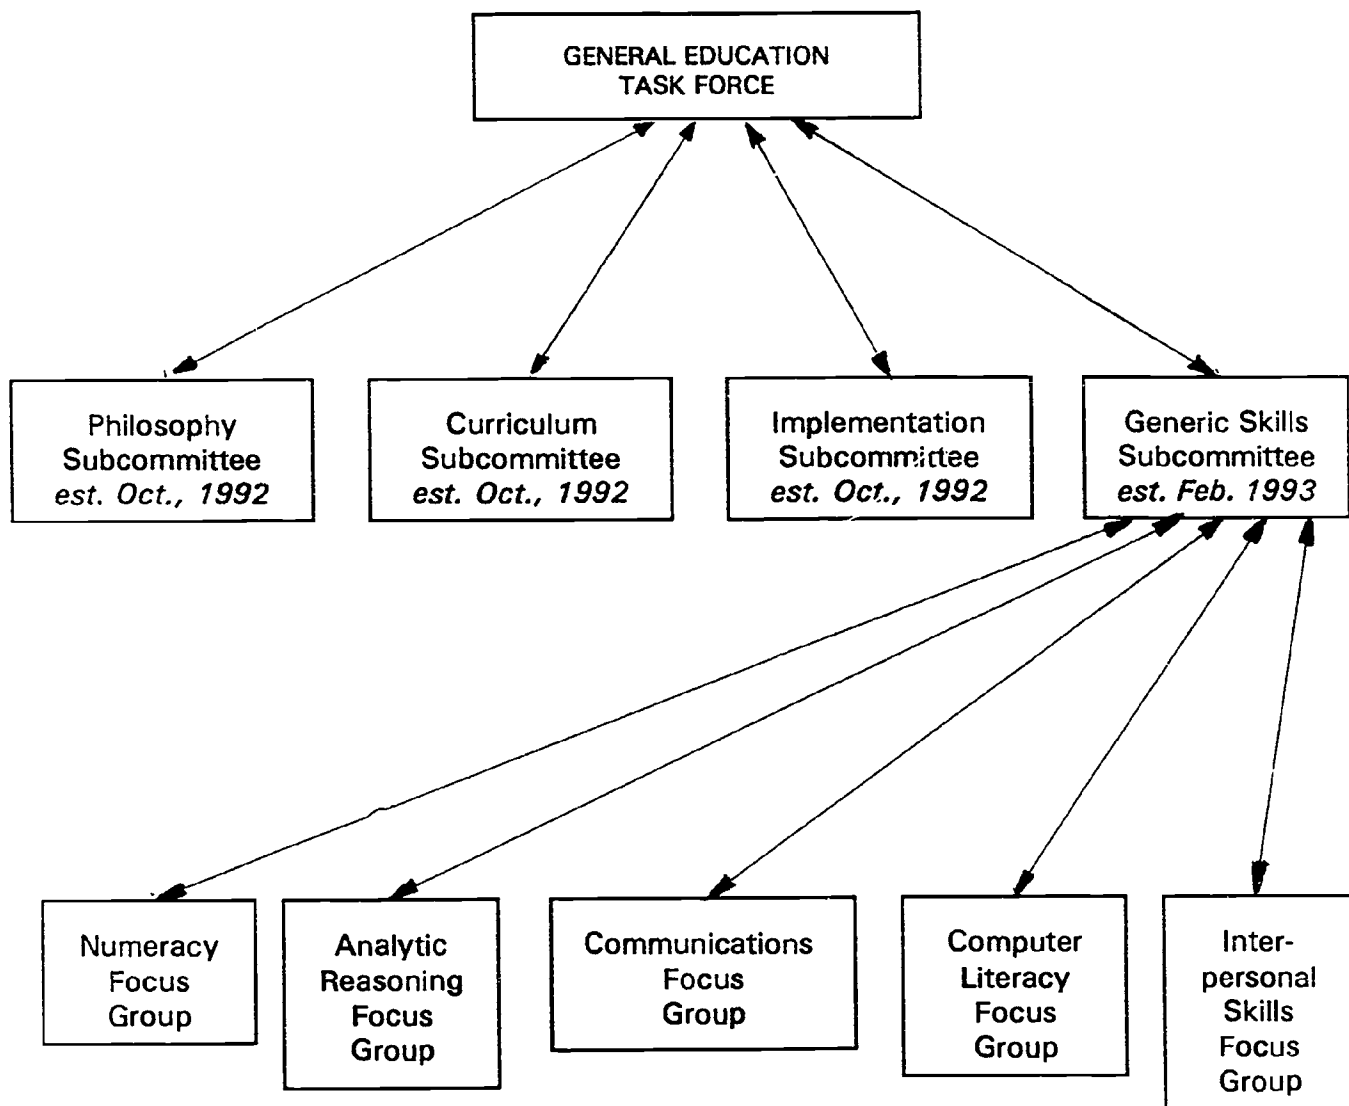 GENERAL EDUCATION
TASK FORCE
Philosophy
Subcommittee
est. Oct., 1992
Curriculum
Subcommittee
est. Oct., 1992
Implementation
Subcommittee
est. Oct., 1992
Generic Skills
Subcommittee
est. Feb. 1993
Numeracy
Focus
Group
Analytic
Reasoning
Focus
Group
Communications
Focus
Group
Computer
Literacy
Focus
Group
Inter-
personal
Skills
Focus
Group